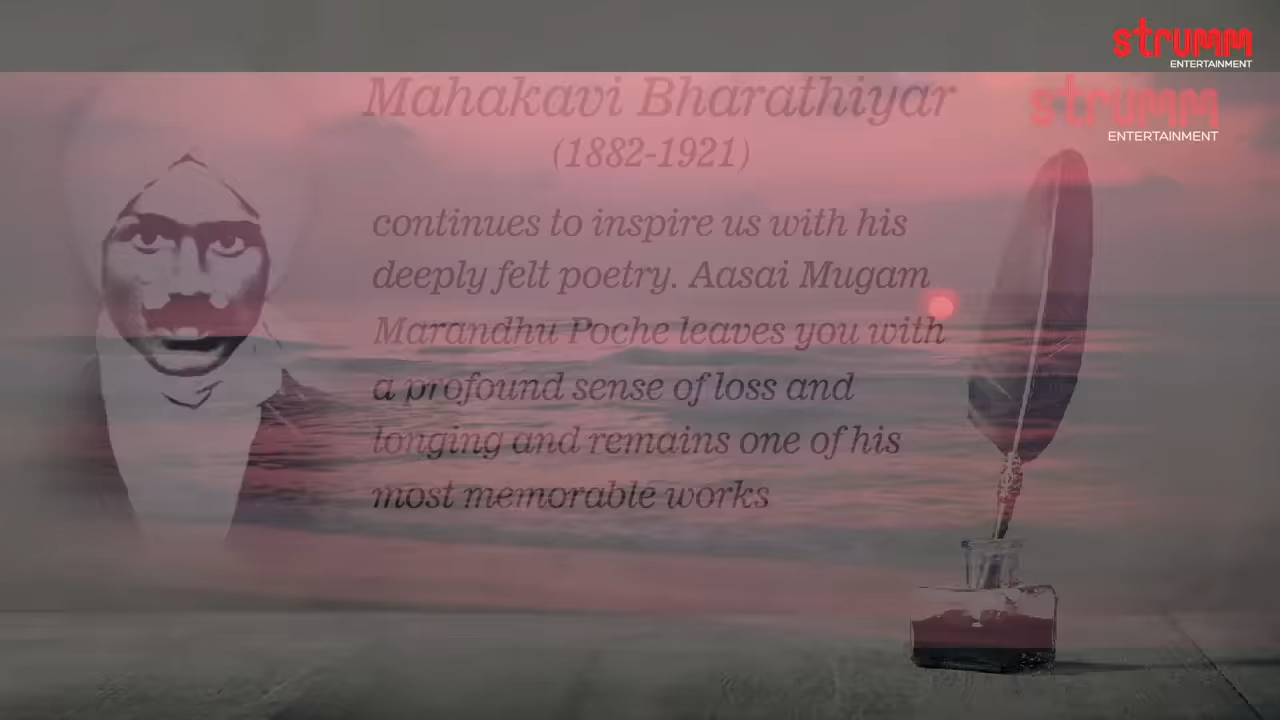 strumm
ENTERTAINMENT
Mahakavi Bharathiyar
strumm
(1882-1921)
ENTERTAINMENT
continues to inspire us with his
deeply felt poetry. Aasai Mugam
Marandhu Poche leaves you with
a profound sense of loss and
longing and remains one of his
most memorable works